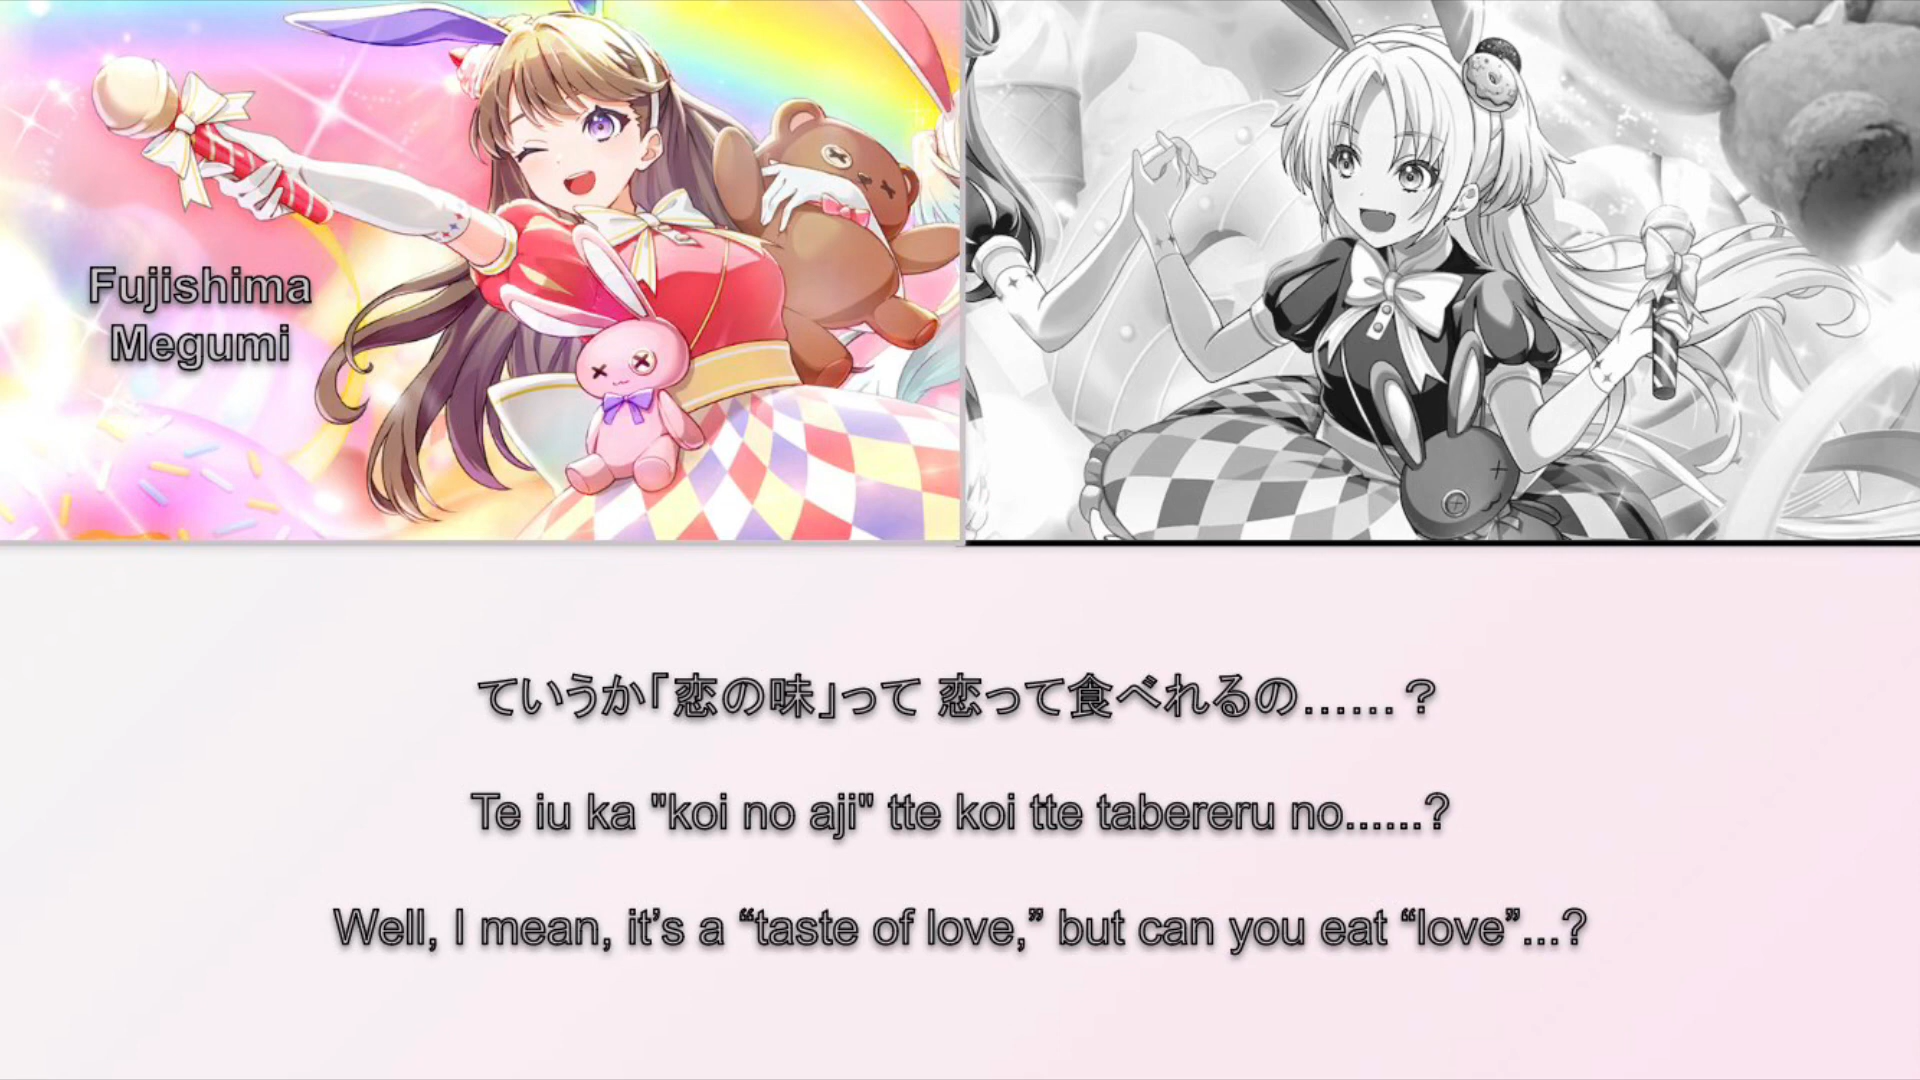 Fujishima
Megumi
ていうか「恋の味」って 恋って食べれるの……？
Te iu ka "koi no aji" tte koi tte tabereru no......?
Well, I mean, it’s a “taste of love,” but can you eat “love”...?